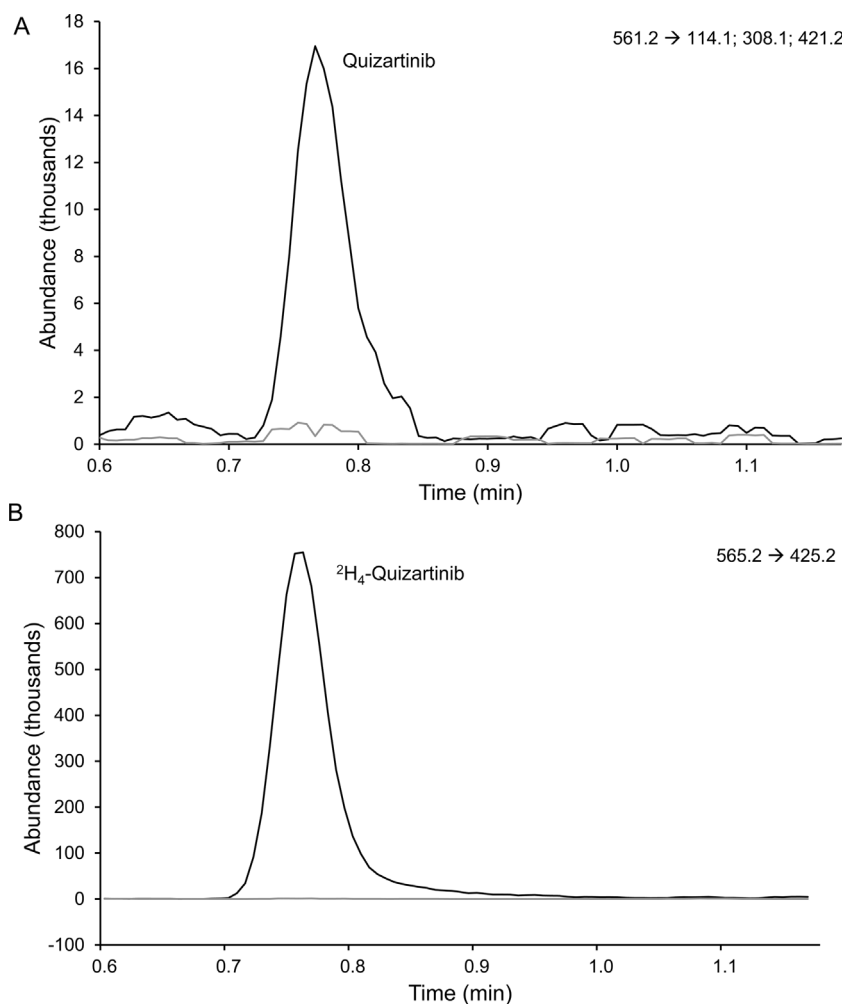 A
18
16
14
12
10
8
6
4
2
0
Abundance (thousands)
Quizartinib
561.2 → 114.1; 308.1; 421.2
0.6 0.7 0.8 0.9 1.0 1.1
Time (min)
B
800
700
600
500
400
300
200
100
0
-100
Abundance (thousands)
²H₄-Quizartinib
565.2 → 425.2
0.6 0.7 0.8 0.9 1.0 1.1
Time (min)